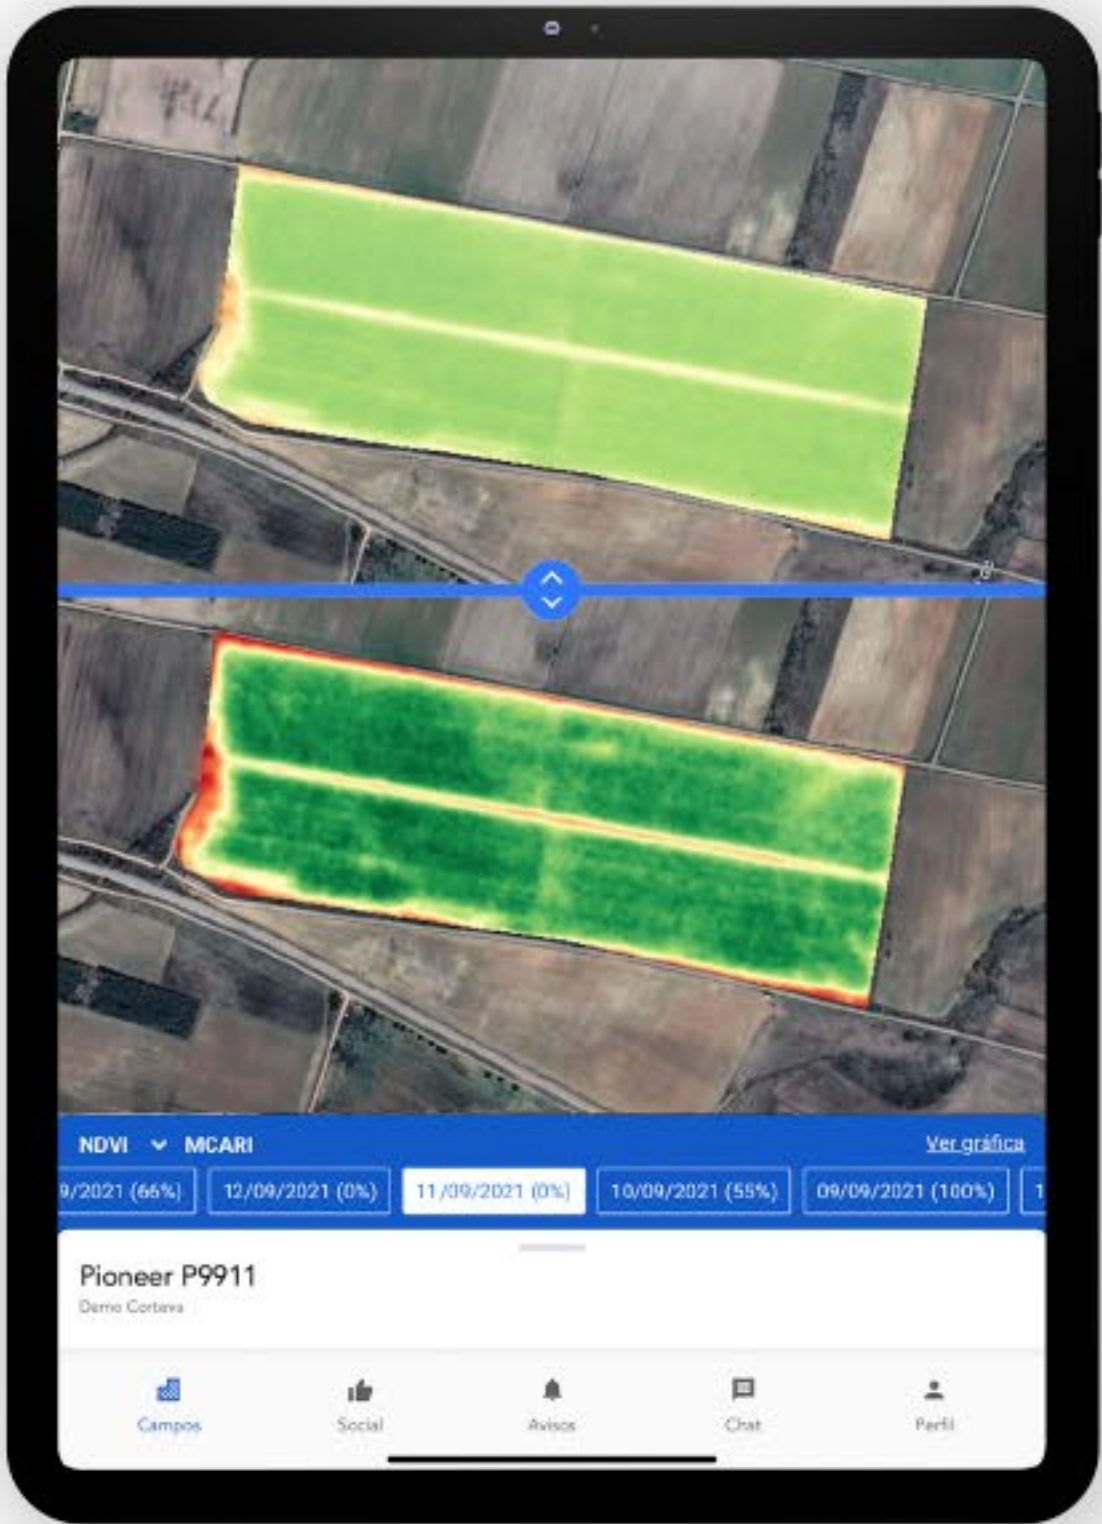 NDVI MCARI Ver gráfica
9/2021 (66%) 12/09/2021 (0%) 11/09/2021 (0%) 10/09/2021 (55%) 09/09/2021 (100%) 1
Pioneer P9911
Demo Corteva
Campos Social Avisos Chat Perfil